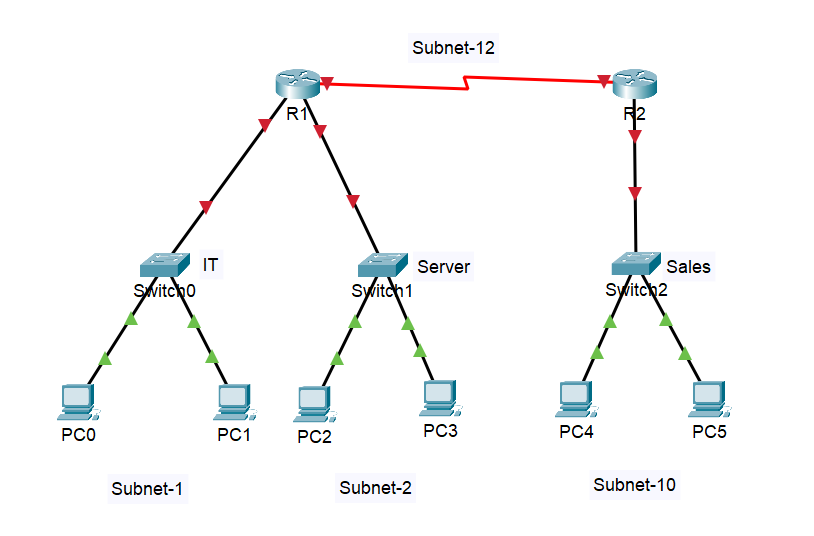 Subnet-12
R1
R2
IT
Switch0
Server
Switch1
Sales
Switch2
PC0
PC1
PC2
PC3
PC4
PC5
Subnet-1
Subnet-2
Subnet-10